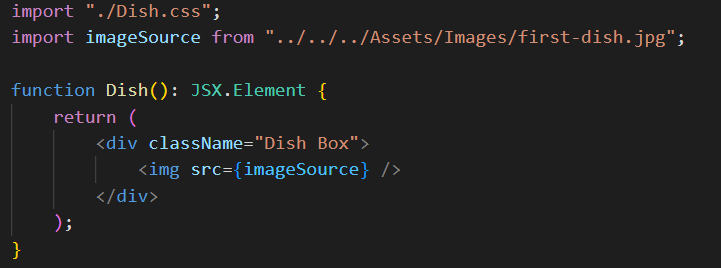 import "./Dish.css";
import imageSource from "../../../Assets/Images/first-dish.jpg";
function Dish(): JSX.Element {
return (
<div className="Dish Box">
<img src={imageSource} />
</div>
);
}